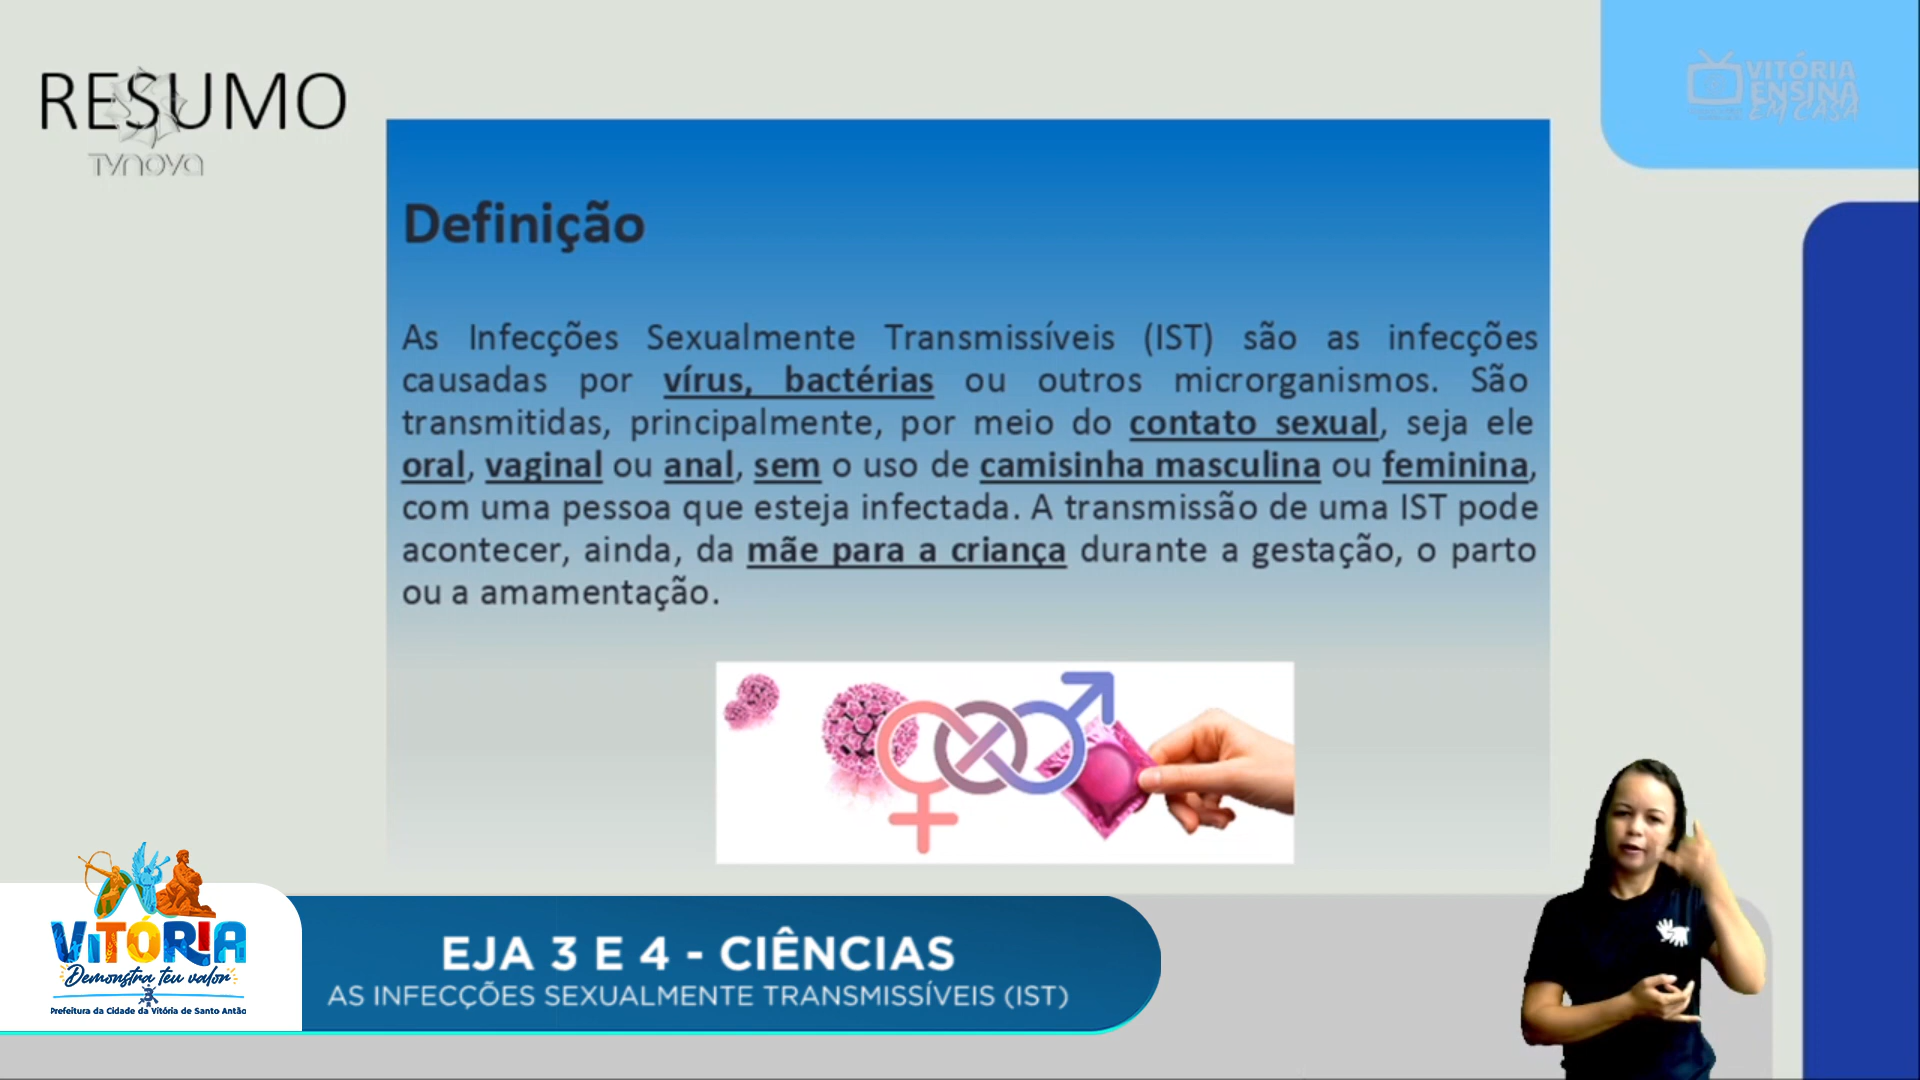 RESUMO
TVNOVA
VITÓRIA
ENSINA
EM CASA
Definição
As Infecções Sexualmente Transmissíveis (IST) são as infecções
causadas por vírus, bactérias ou outros microrganismos. São
transmitidas, principalmente, por meio do contato sexual, seja ele
oral, vaginal ou anal, sem o uso de camisinha masculina ou feminina,
com uma pessoa que esteja infectada. A transmissão de uma IST pode
acontecer, ainda, da mãe para a criança durante a gestação, o parto
ou a amamentação.
VITÓRIA
Demonstra teu valor
Prefeitura da Cidade da Vitória de Santo Antão
EJA 3 E 4 - CIÊNCIAS
AS INFECÇÕES SEXUALMENTE TRANSMISSÍVEIS (IST)